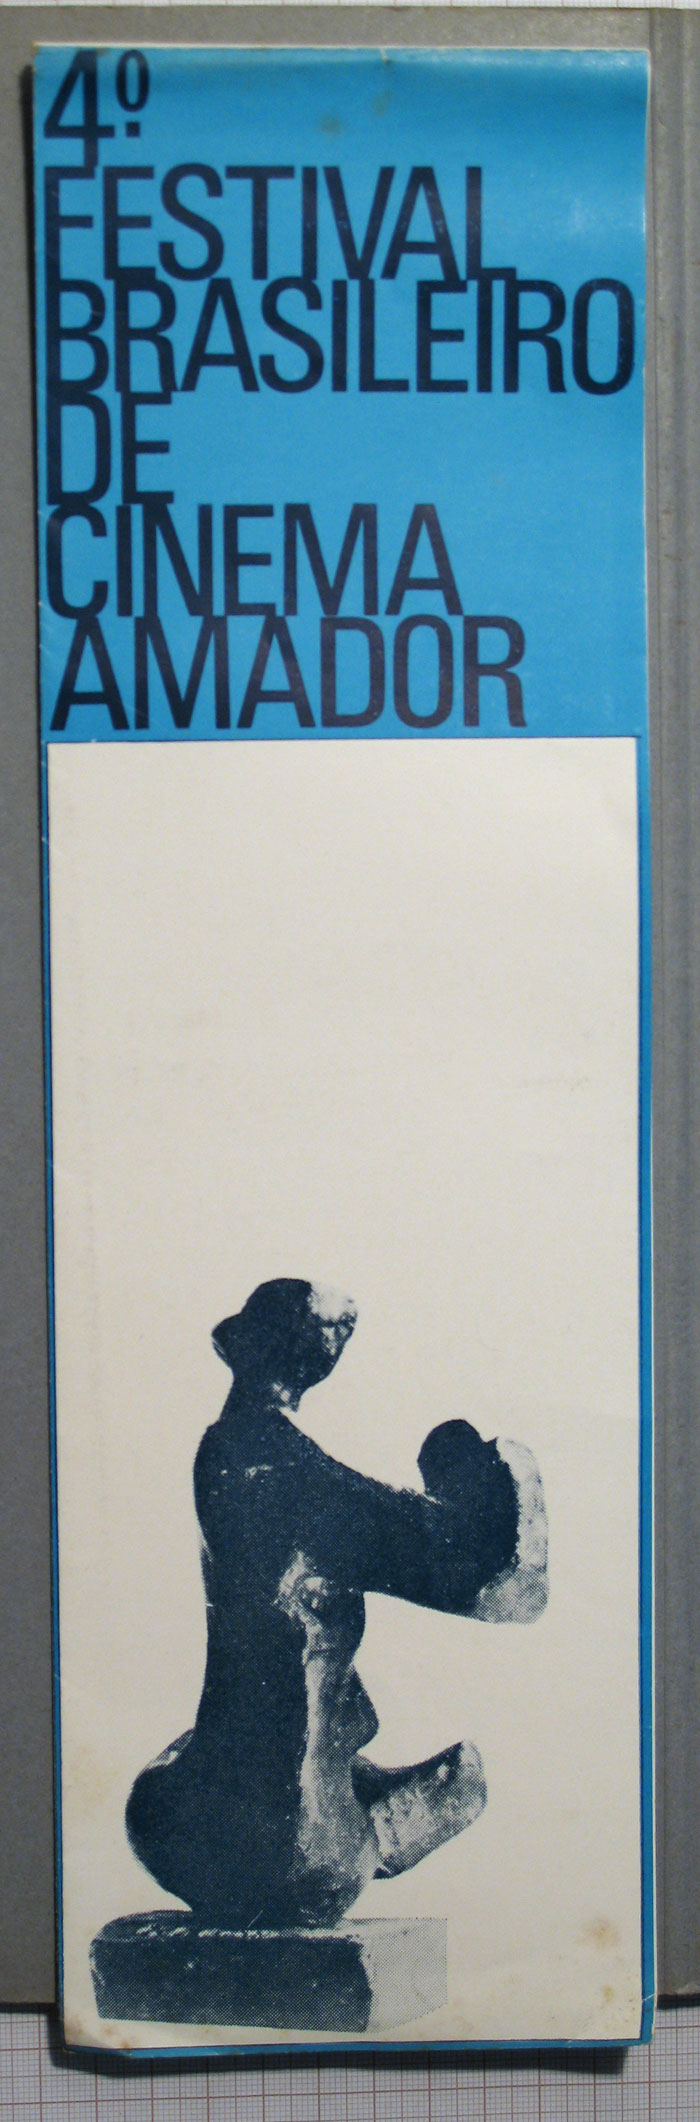 4º
FESTIVAL
BRASILEIRO
DE
CINEMA
AMADOR